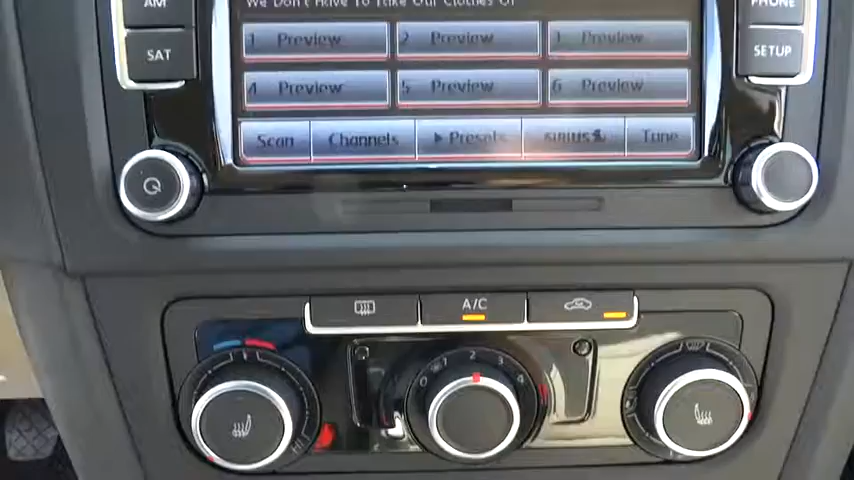 AM
We Don't Have To Take Our Clothes Of
PHONE
SAT
1 Preview
2 Preview
3 Preview
SETUP
4 Preview
5 Preview
6 Preview
Scan
Channels
Presets
SIRIUS
Tune
A/C
0
2
3
4